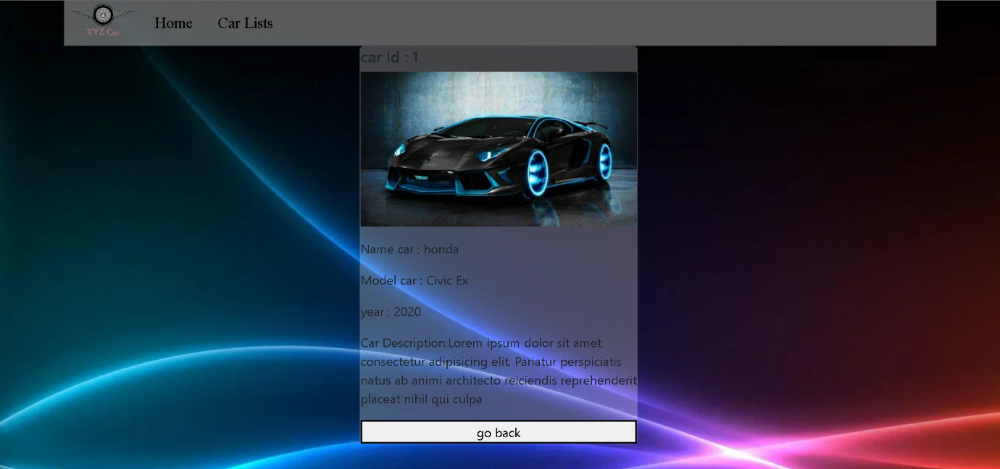 Home
Car Lists
XYZ Car
car Id : 1
TRON
Name car : honda
Model car : Civic Ex
year : 2020
Car Description:Lorem ipsum dolor sit amet
consectetur adipisicing elit. Pariatur perspiciatis
natus ab animi architecto reiciendis reprehenderit
placeat nihil qui culpa
go back